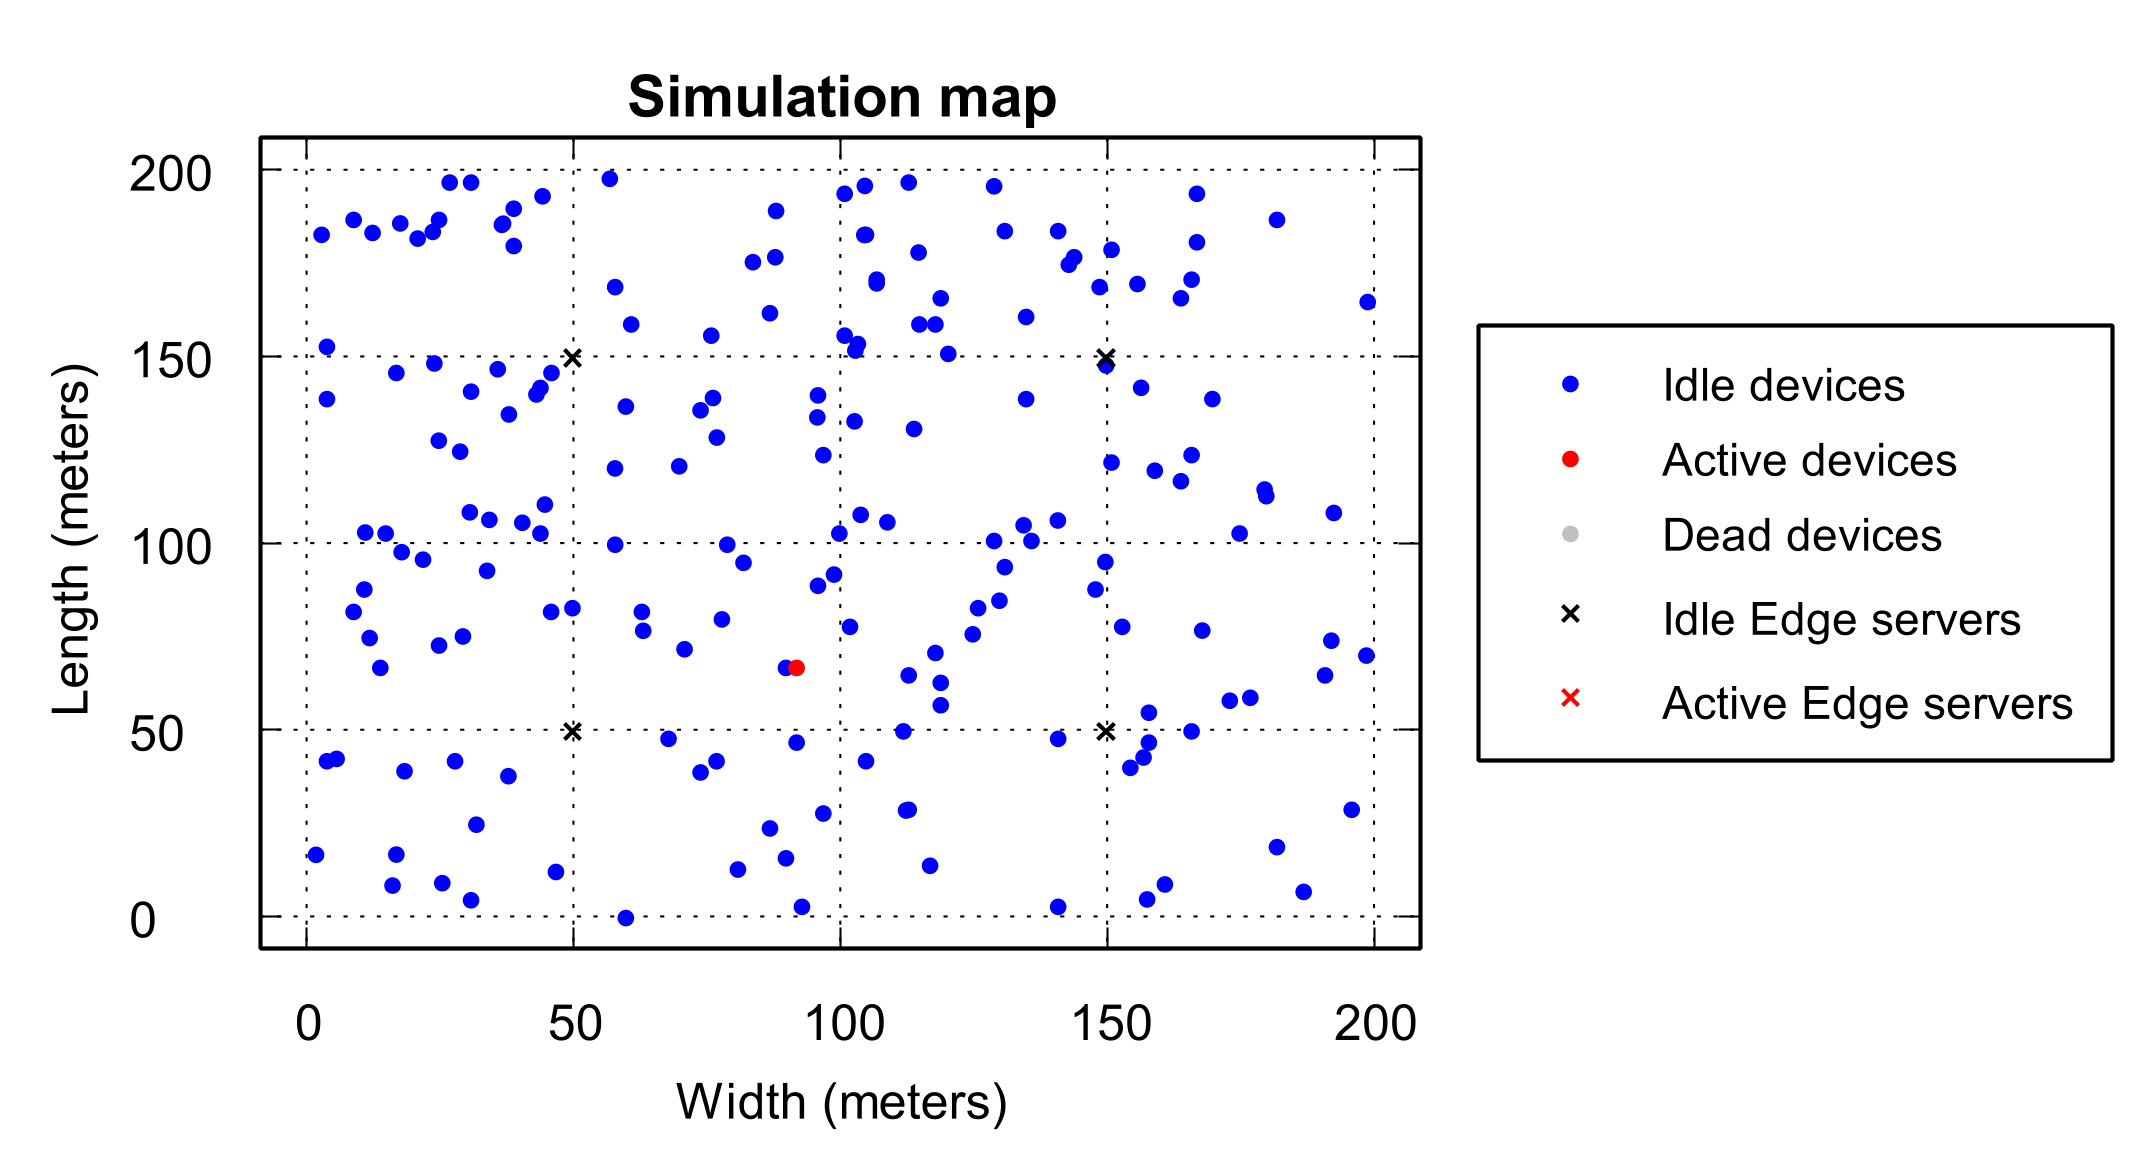 Simulation map
200
150
100
50
0
Length (meters)
0 50 100 150 200
Width (meters)
Idle devices
Active devices
Dead devices
Idle Edge servers
Active Edge servers